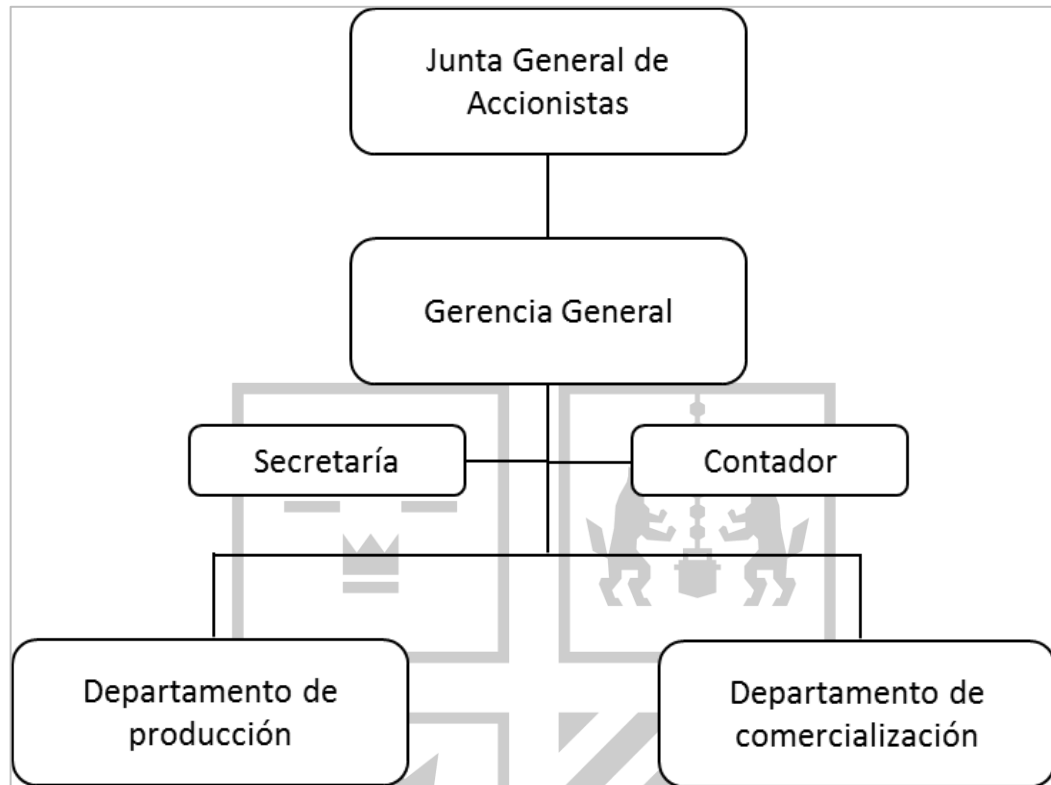 Junta General de
Accionistas
Gerencia General
Secretaría
Contador
Departamento de
producción
Departamento de
comercialización